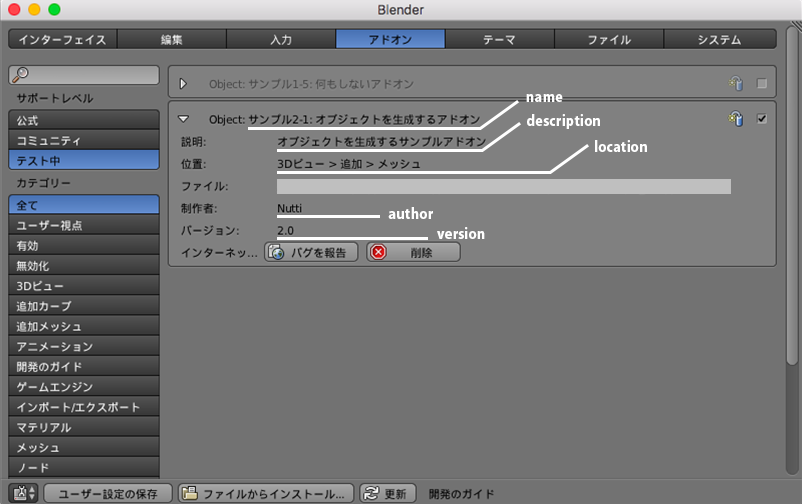 Blender
インターフェイス 編集 入力 アドオン テーマ ファイル システム
Object: サンプル1-5: 何もしないアドオン
サポートレベル
name
Object: サンプル2-1: オブジェクトを生成するアドオン
公式
description
説明: オブジェクトを生成するサンプルアドオン
コミュニティ
location
位置: 3Dビュー > 追加 > メッシュ
テスト中
カテゴリー
ファイル:
全て
制作者: Nutti
author
ユーザー視点
バージョン: 2.0
version
有効
インターネッ... バグを報告 削除
無効化
3Dビュー
追加カーブ
追加メッシュ
アニメーション
開発のガイド
ゲームエンジン
インポート/エクスポート
マテリアル
メッシュ
ノード
ユーザー設定の保存 ファイルからインストール... 更新 開発のガイド